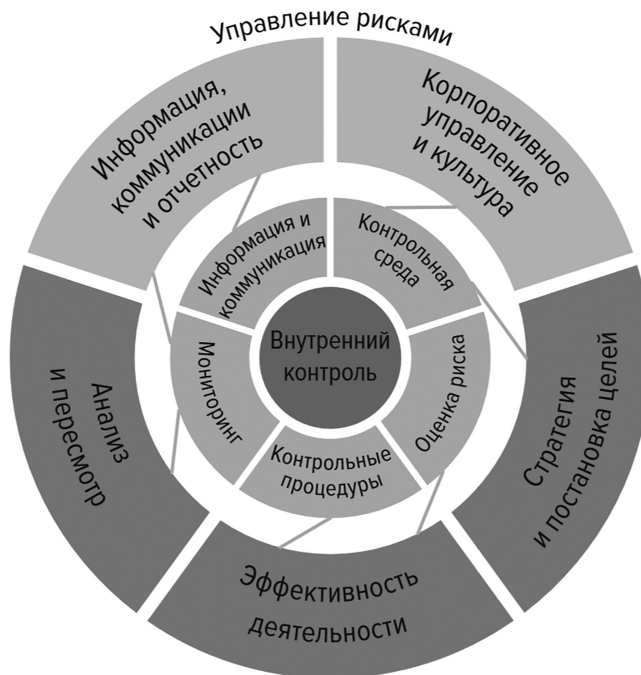 Управление рисками
Информация,
коммуникации
и отчетность
Корпоративное
управление
и культура
Информация и
коммуникация
Контрольная
среда
Внутренний
контроль
Мониторинг
Оценка риска
Контрольные
процедуры
Анализ
и пересмотр
Стратегия
и постановка целей
Эффективность
деятельности